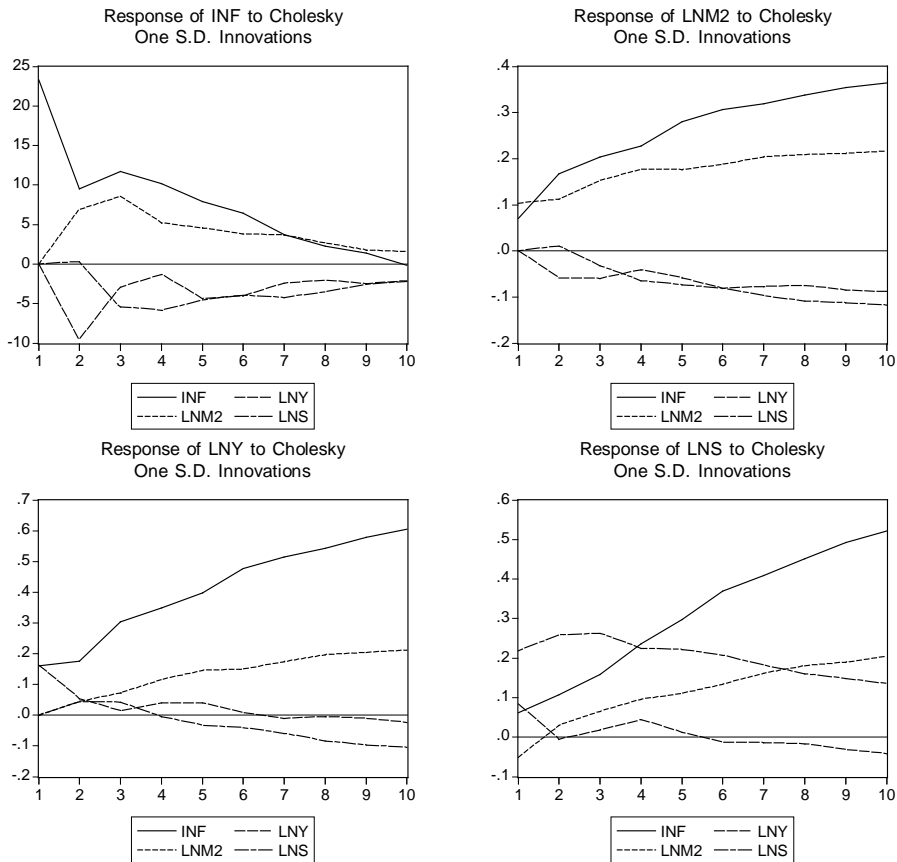 Response of INF to Cholesky
One S.D. Innovations
25
20
15
10
5
0
-5
-10
1 2 3 4 5 6 7 8 9 10
INF LNY
LNM2 LNS
Response of LNM2 to Cholesky
One S.D. Innovations
.4
.3
.2
.1
.0
-.1
-.2
1 2 3 4 5 6 7 8 9 10
INF LNY
LNM2 LNS
Response of LNY to Cholesky
One S.D. Innovations
.7
.6
.5
.4
.3
.2
.1
.0
-.1
-.2
1 2 3 4 5 6 7 8 9 10
INF LNY
LNM2 LNS
Response of LNS to Cholesky
One S.D. Innovations
.6
.5
.4
.3
.2
.1
.0
-.1
1 2 3 4 5 6 7 8 9 10
INF LNY
LNM2 LNS